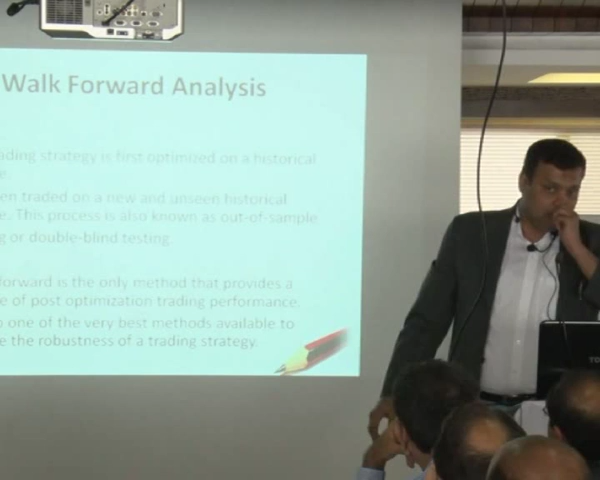 Walk Forward Analysis
ading strategy is first optimized on a historical
e.
en traded on a new and unseen historical
e. This process is also known as out-of-sample
g or double-blind testing.
forward is the only method that provides a
e of post optimization trading performance.
o one of the very best methods available to
e the robustness of a trading strategy.
TO